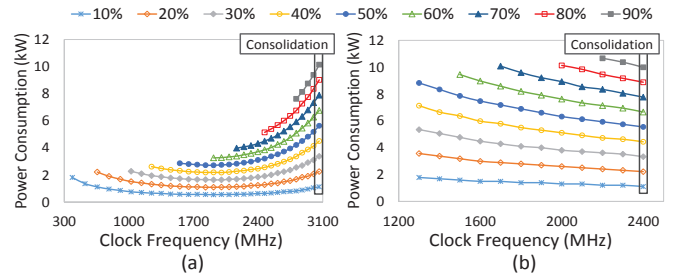 10% 20% 30% 40% 50% 60% 70% 80% 90%
Power Consumption (kW)
12
10
8
6
4
2
0
Consolidation
300 1000 1700 2400 3100
Clock Frequency (MHz)
(a)
Power Consumption (kW)
12
10
8
6
4
2
0
Consolidation
1200 1600 2000 2400
Clock Frequency (MHz)
(b)